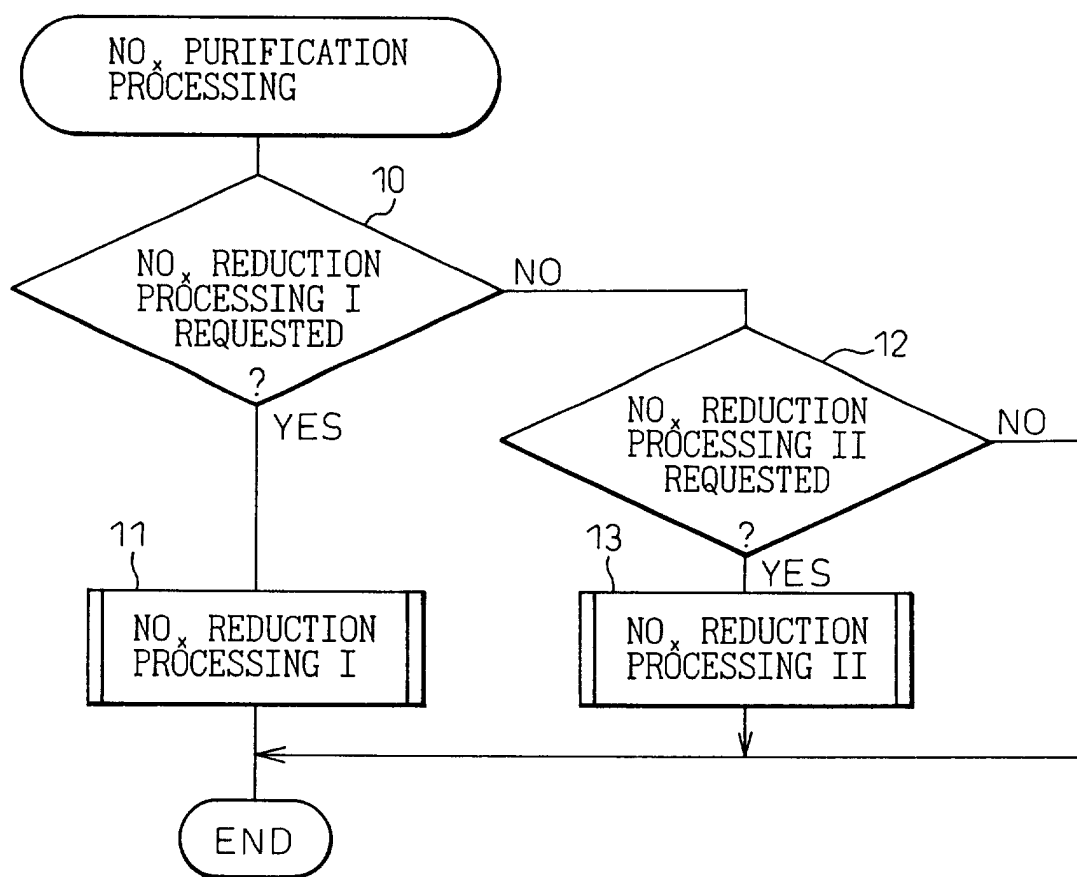 NOₓ PURIFICATION
PROCESSING
10
NOₓ REDUCTION
PROCESSING I
REQUESTED
?
NO
YES
12
NOₓ REDUCTION
PROCESSING II
REQUESTED
?
NO
YES
11
NOₓ REDUCTION
PROCESSING I
13
NOₓ REDUCTION
PROCESSING II
END